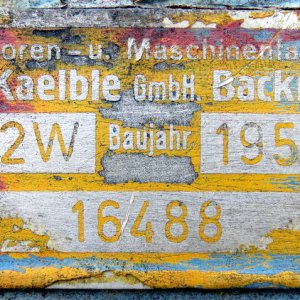 oren-u. Maschinenfa
Kaelble GmbH. Backn
2W Baujahr 195
16488